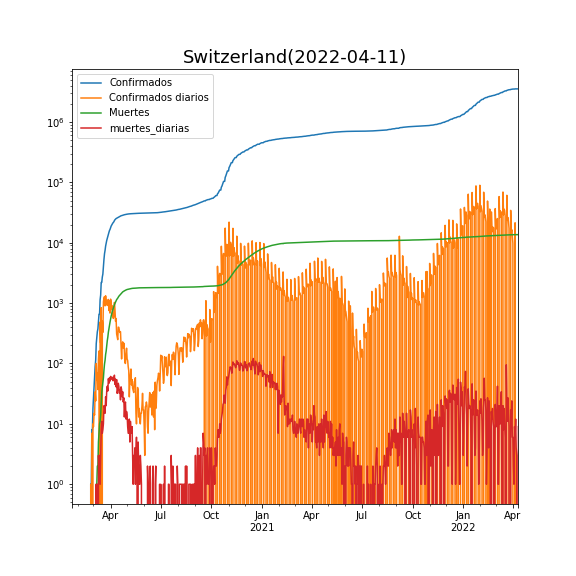 Switzerland(2022-04-11)
Confirmados
Confirmados diarios
Muertes
muertes_diarias
10^6
10^5
10^4
10^3
10^2
10^1
10^0
Apr Jul Oct Jan Apr Jul Oct Jan Apr
2021 2022